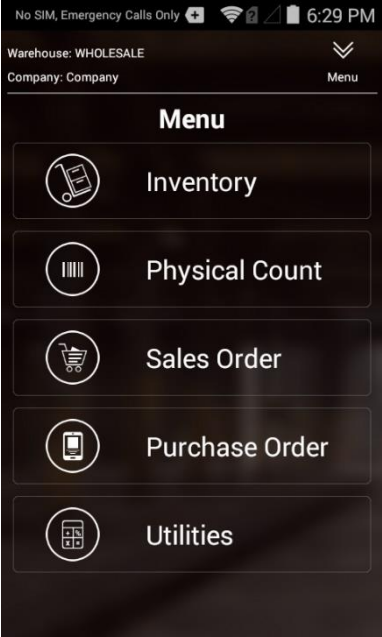 No SIM, Emergency Calls Only 6:29 PM
Warehouse: WHOLESALE
Company: Company Menu
Menu
Inventory
Physical Count
Sales Order
Purchase Order
Utilities